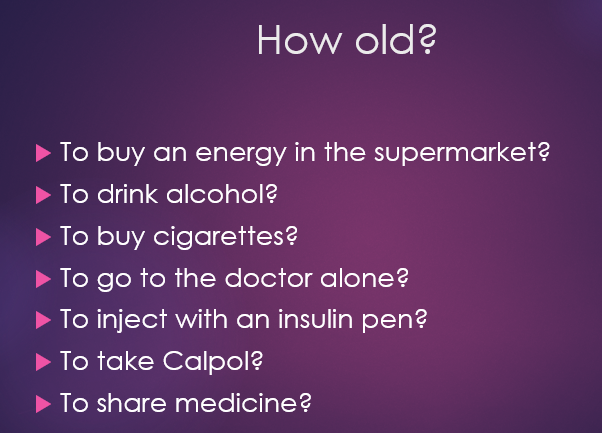 How old?
To buy an energy in the supermarket?
To drink alcohol?
To buy cigarettes?
To go to the doctor alone?
To inject with an insulin pen?
To take Calpol?
To share medicine?